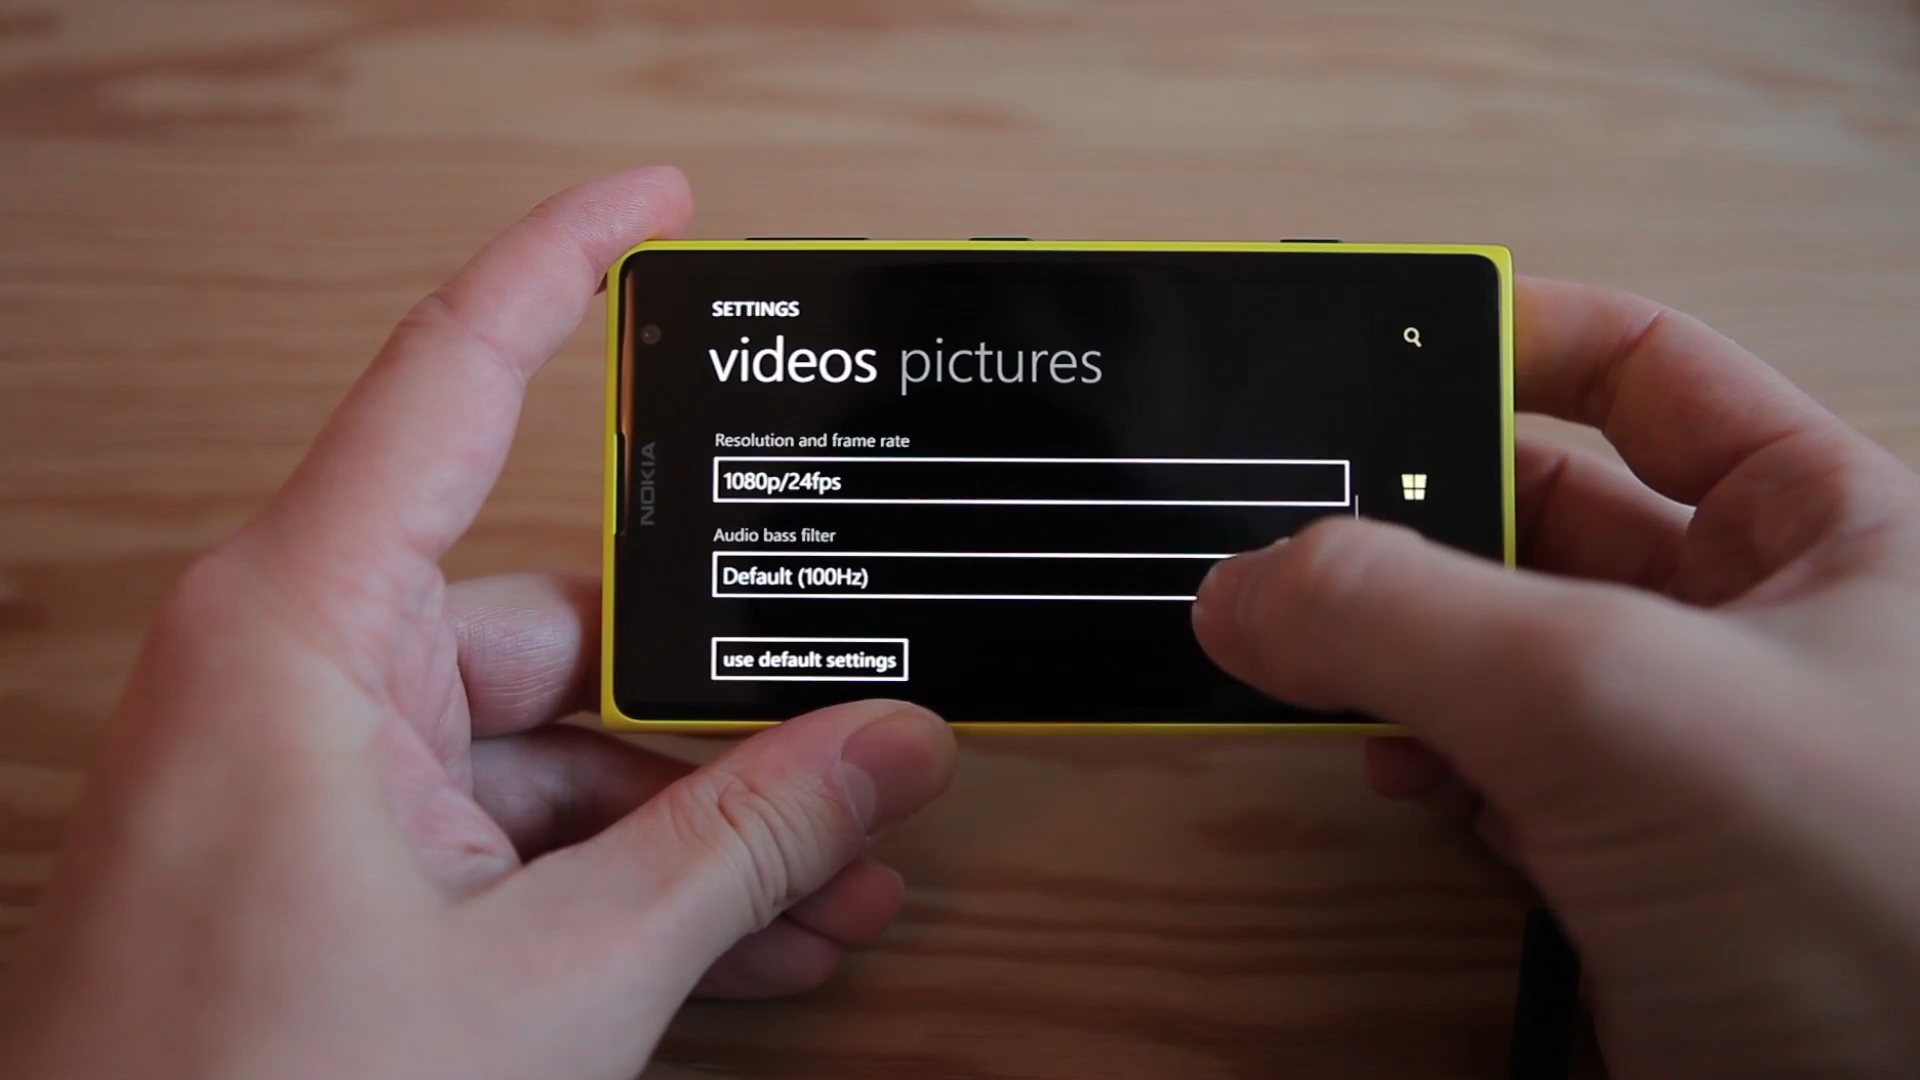 SETTINGS
videos pictures
Resolution and frame rate
1080p/24fps
Audio bass filter
Default (100Hz)
use default settings
NOKIA